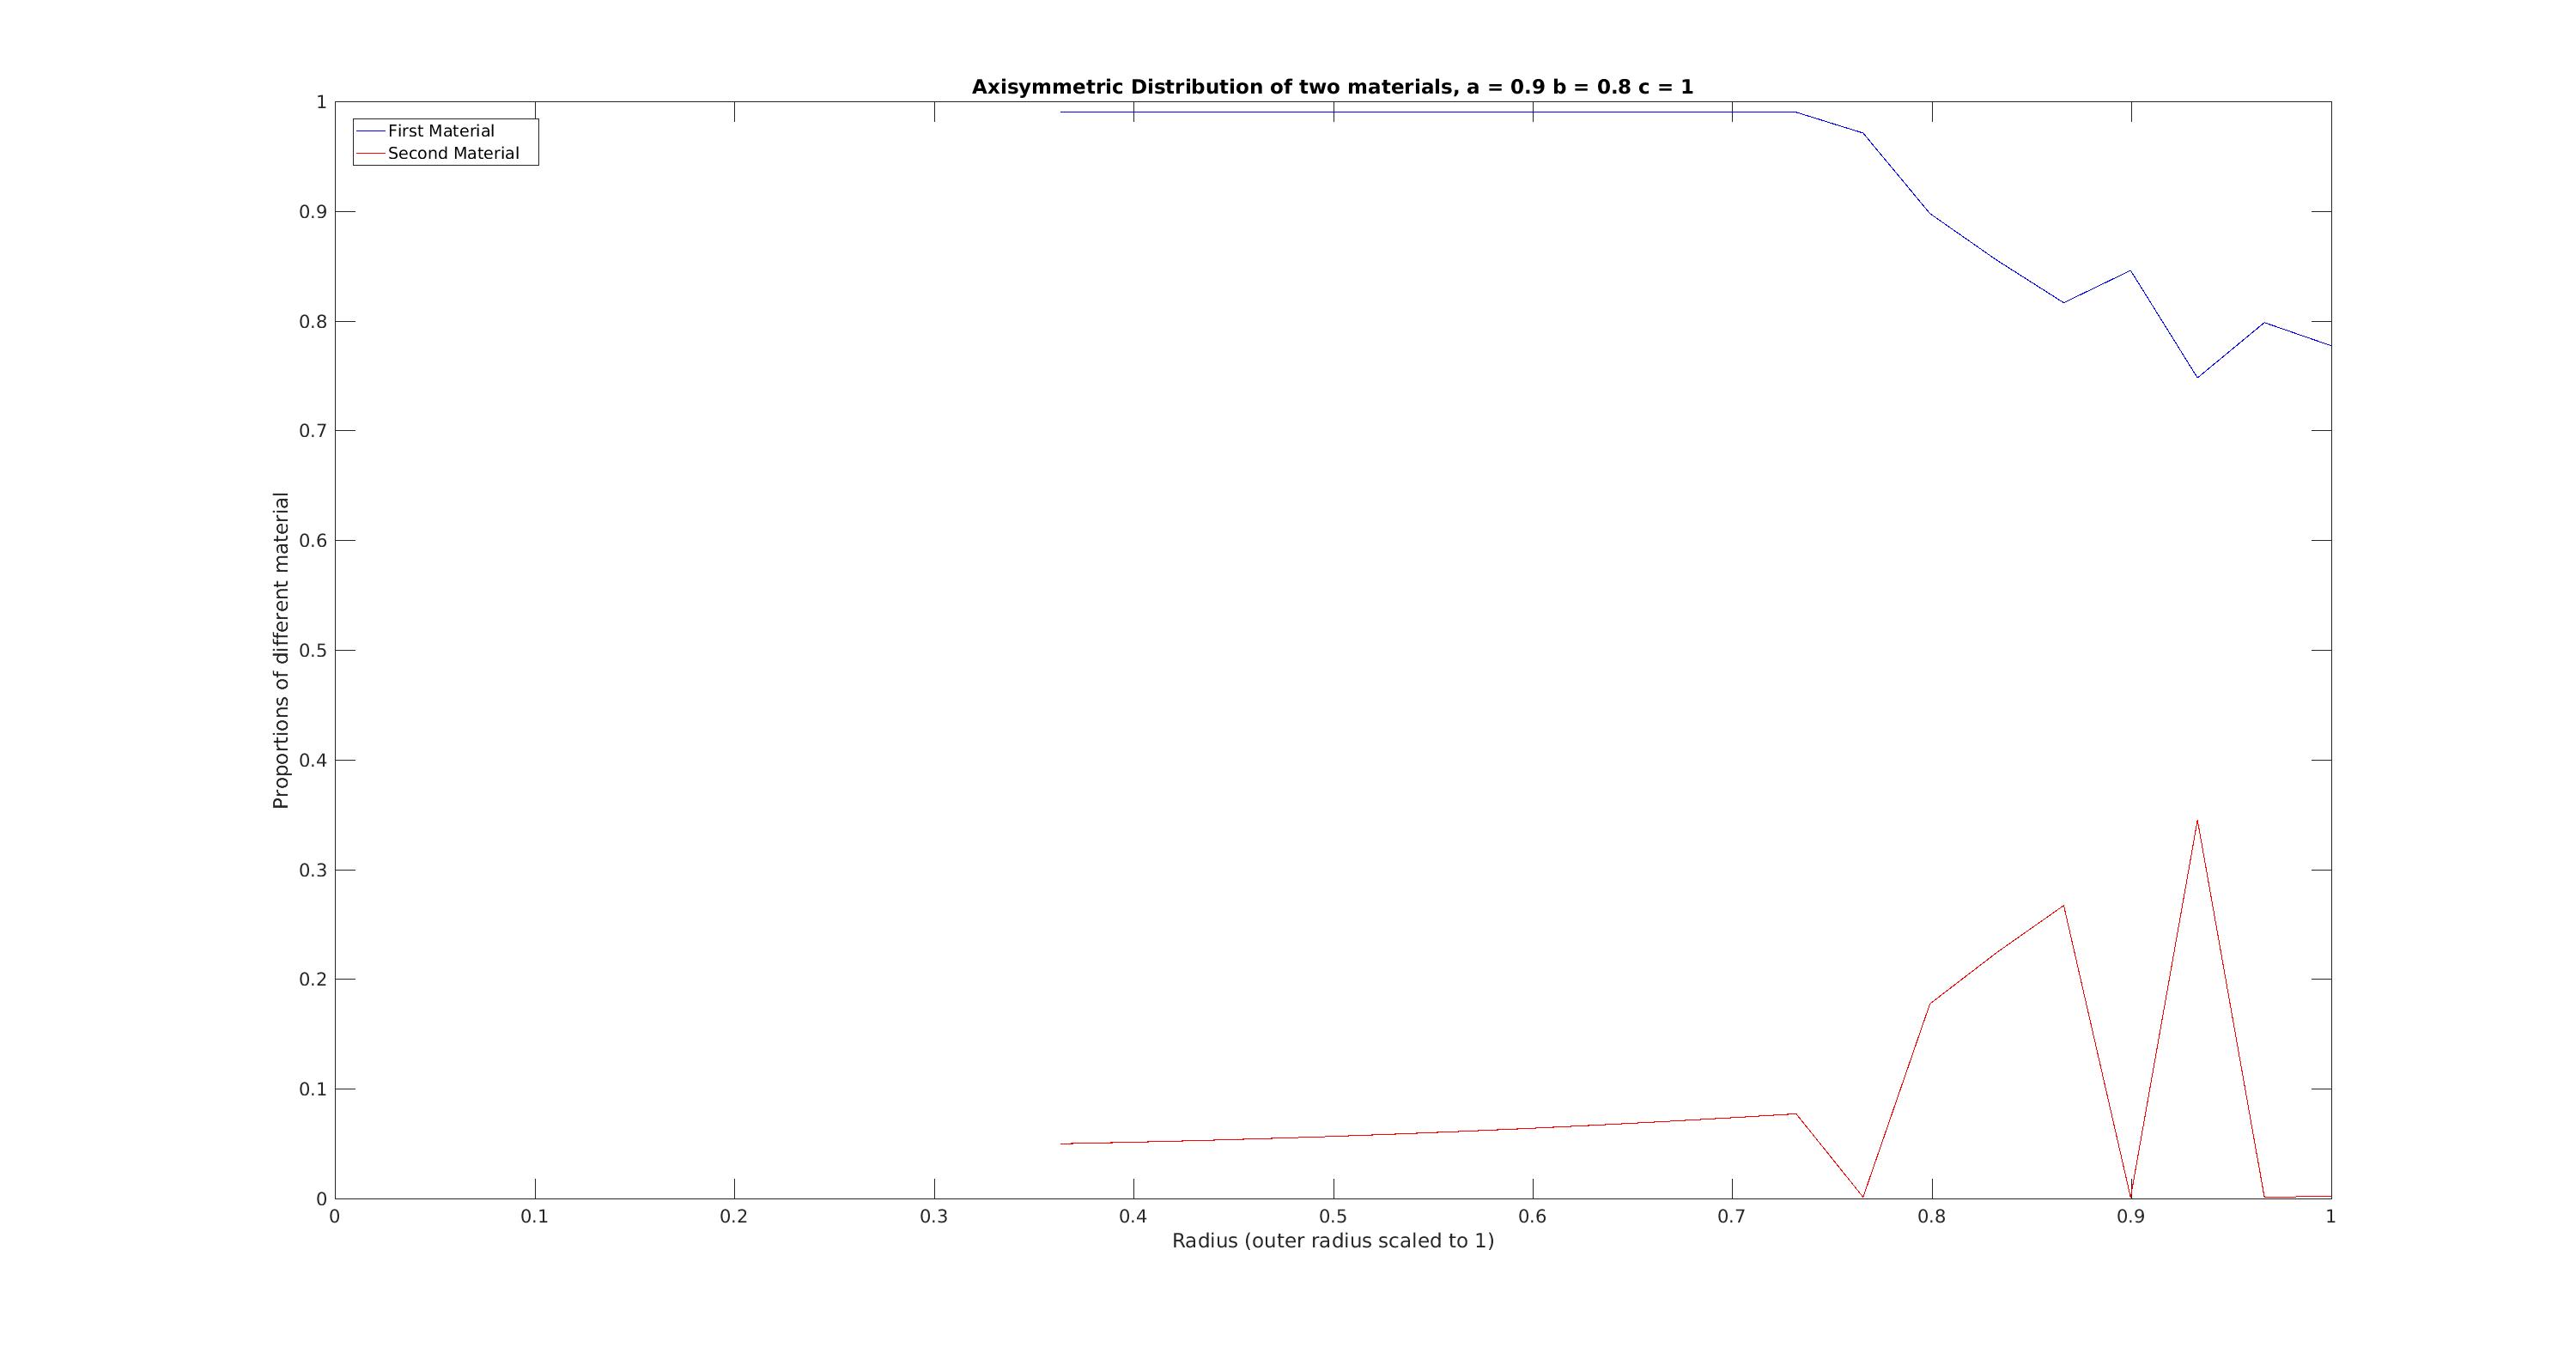 Axisymmetric Distribution of two materials, a = 0.9 b = 0.8 c = 1
First Material
Second Material
Proportions of different material
1
0.9
0.8
0.7
0.6
0.5
0.4
0.3
0.2
0.1
0
0 0.1 0.2 0.3 0.4 0.5 0.6 0.7 0.8 0.9 1
Radius (outer radius scaled to 1)